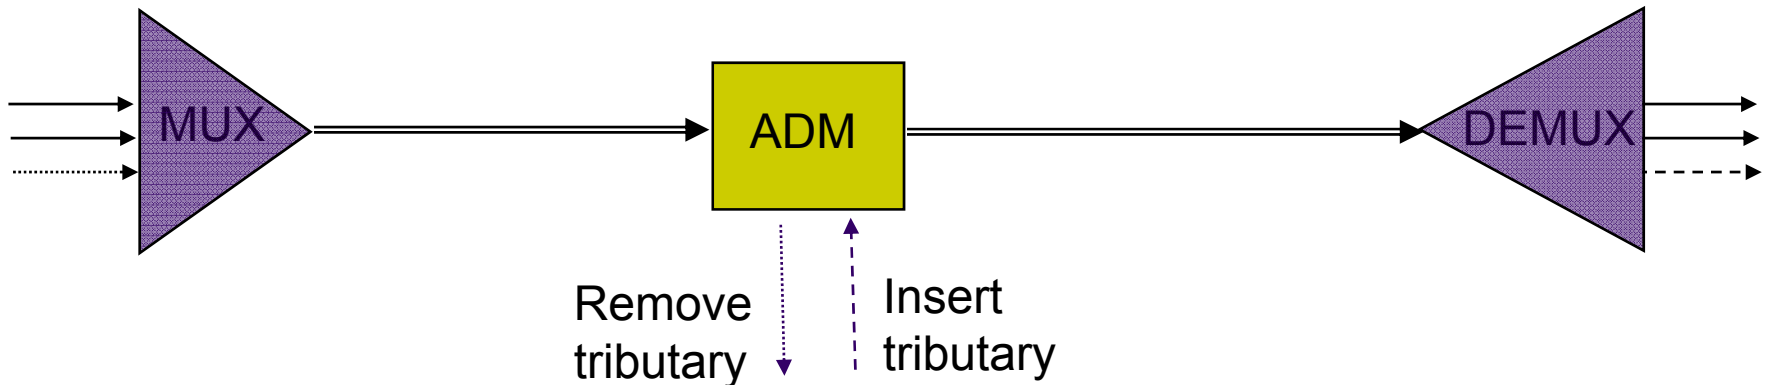 MUX
ADM
DEMUX
Remove
tributary
Insert
tributary